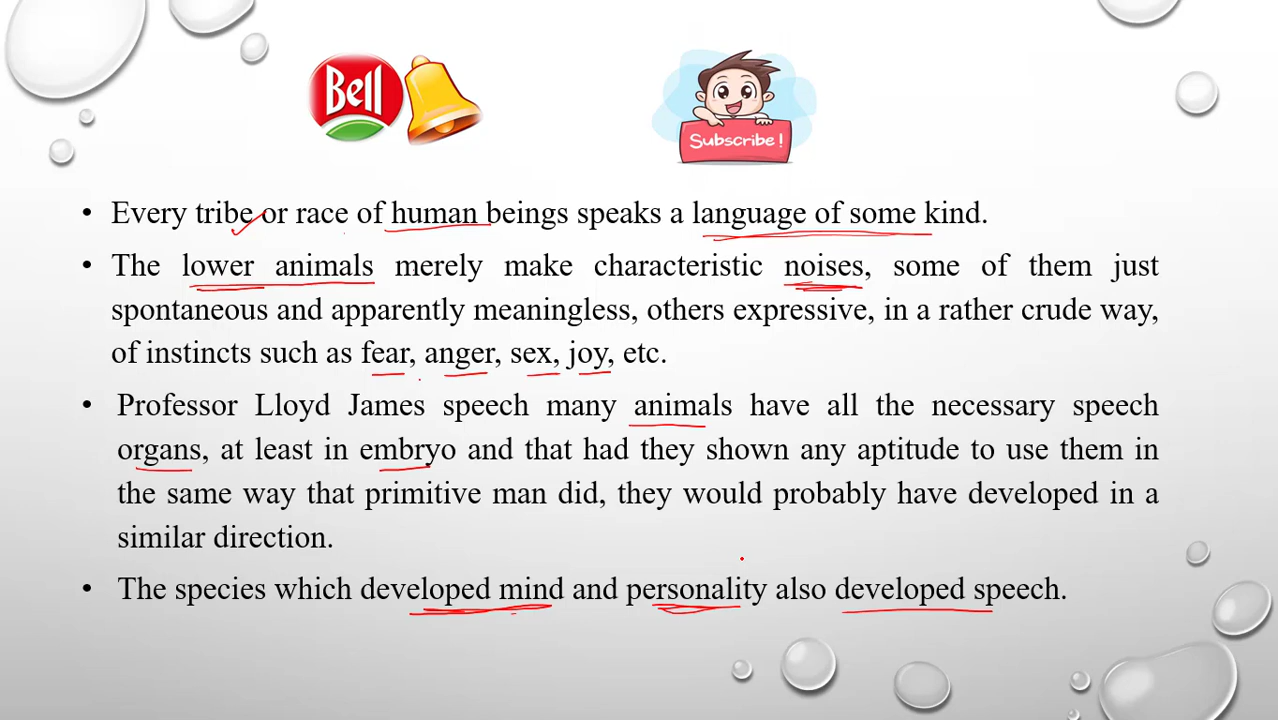 Bell
Subscribe !
• Every tribe or race of human beings speaks a language of some kind.
• The lower animals merely make characteristic noises, some of them just
spontaneous and apparently meaningless, others expressive, in a rather crude way,
of instincts such as fear, anger, sex, joy, etc.
• Professor Lloyd James speech many animals have all the necessary speech
organs, at least in embryo and that had they shown any aptitude to use them in
the same way that primitive man did, they would probably have developed in a
similar direction.
• The species which developed mind and personality also developed speech.